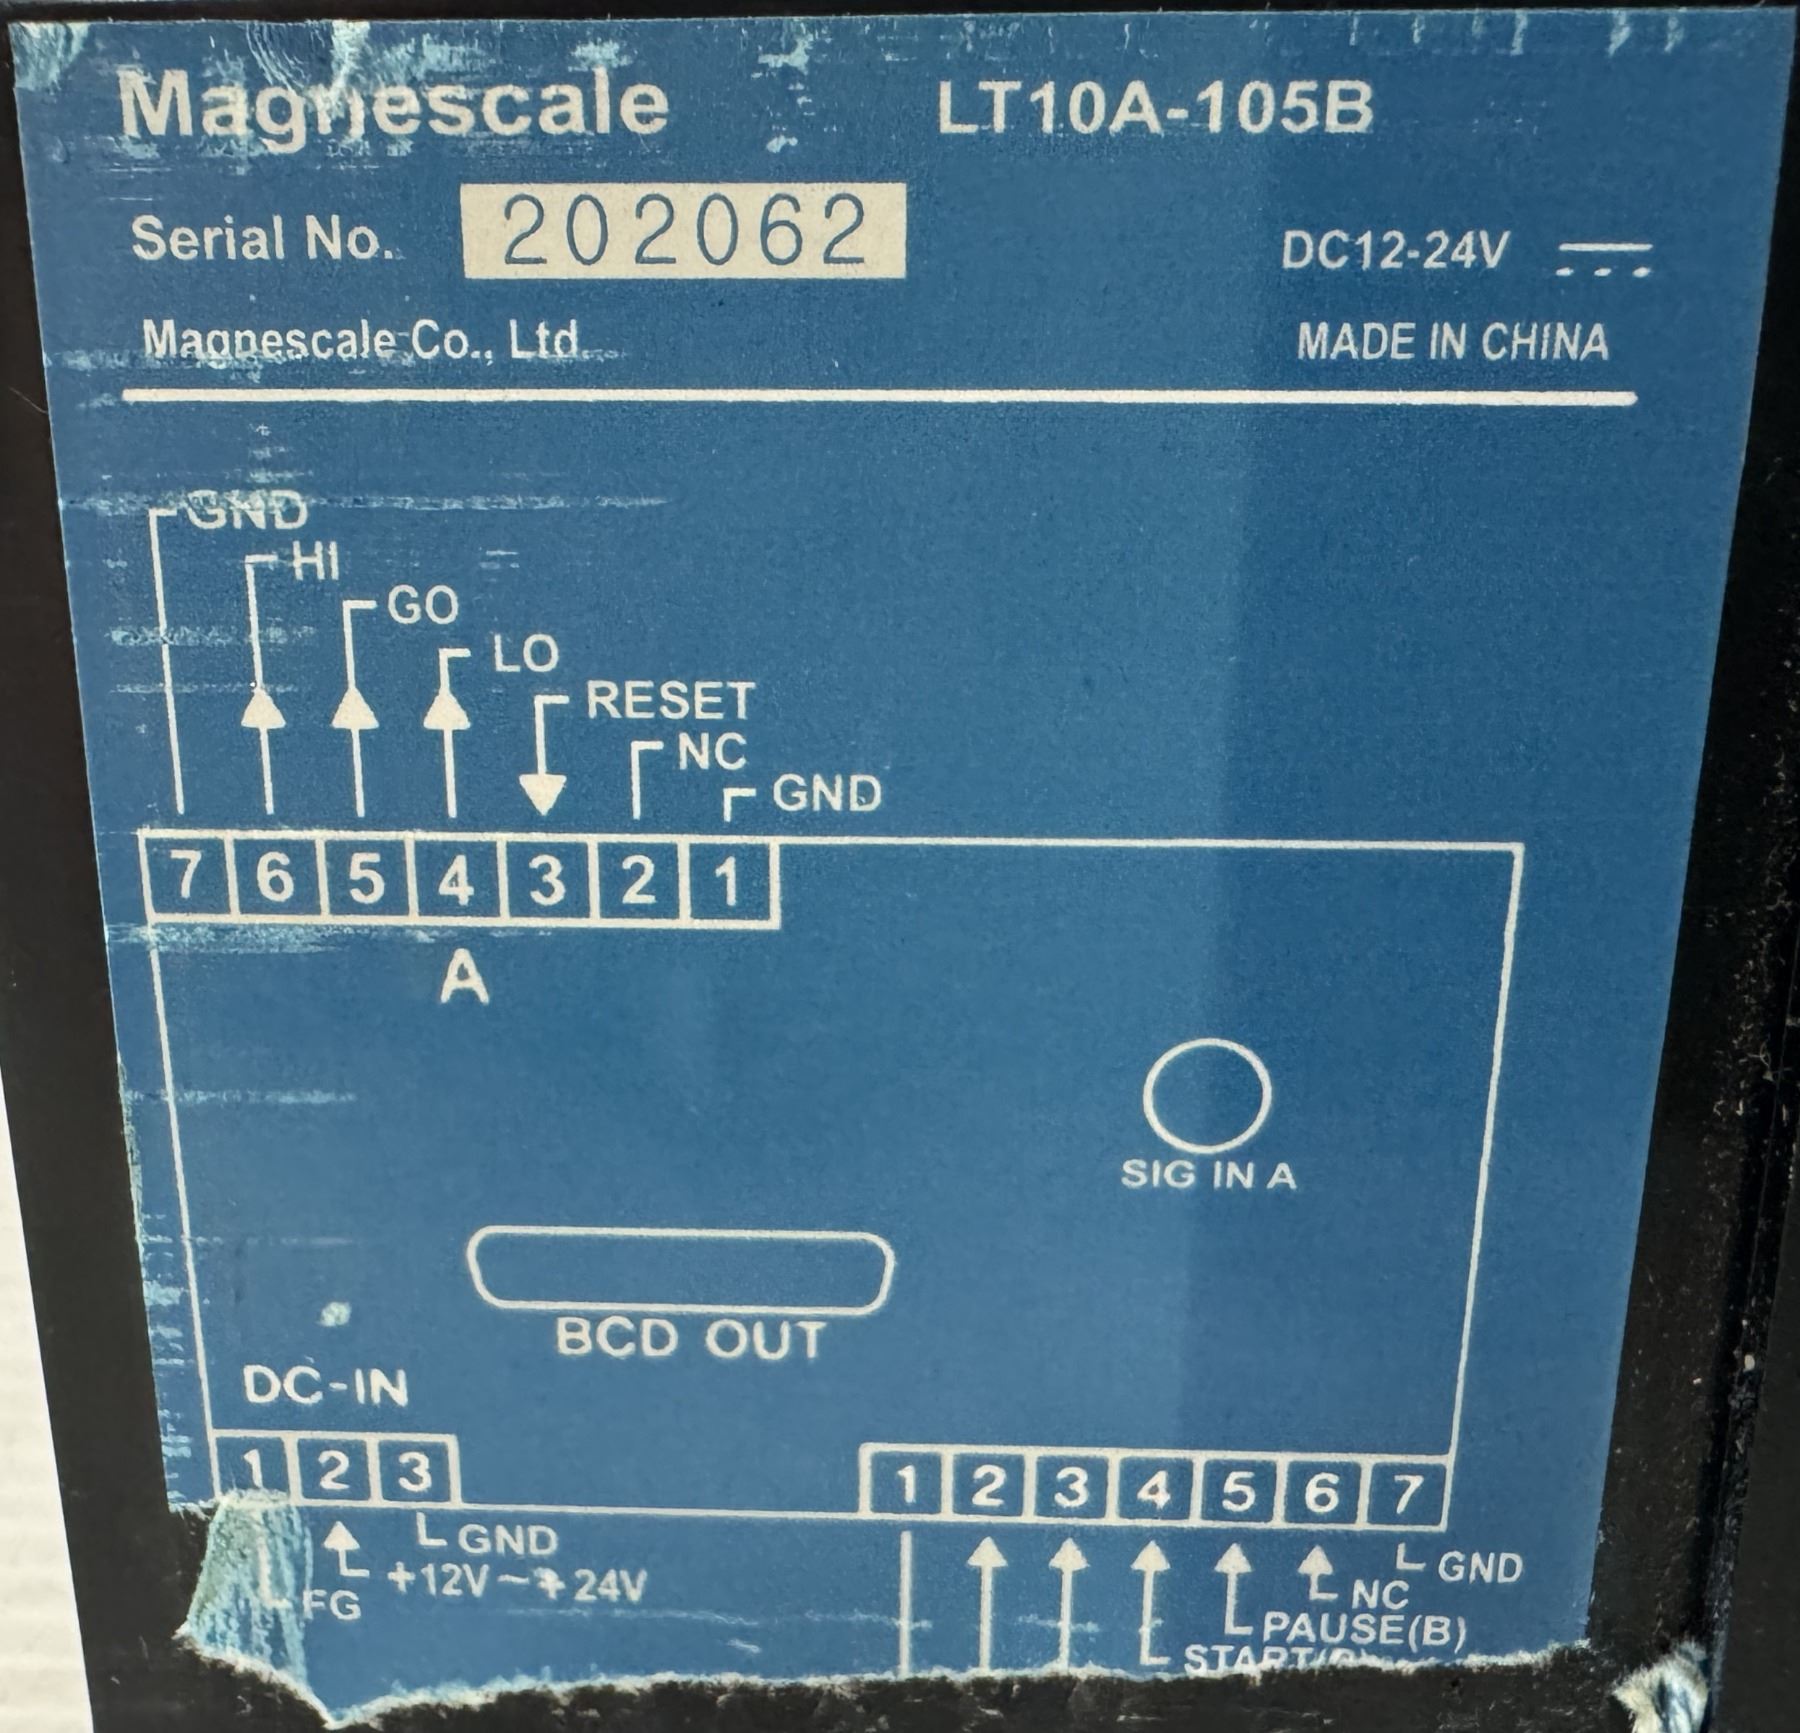 Magnescale LT10A-105B
Serial No. 202062 DC12-24V
Magnescale Co., Ltd. MADE IN CHINA
GND
HI
GO
LO
RESET
NC
GND
7 6 5 4 3 2 1
A
SIG IN A
BCD OUT
DC-IN
1 2 3
1 2 3 4 5 6 7
GND
+12V~+24V
FG
GND
NC
PAUSE(B)